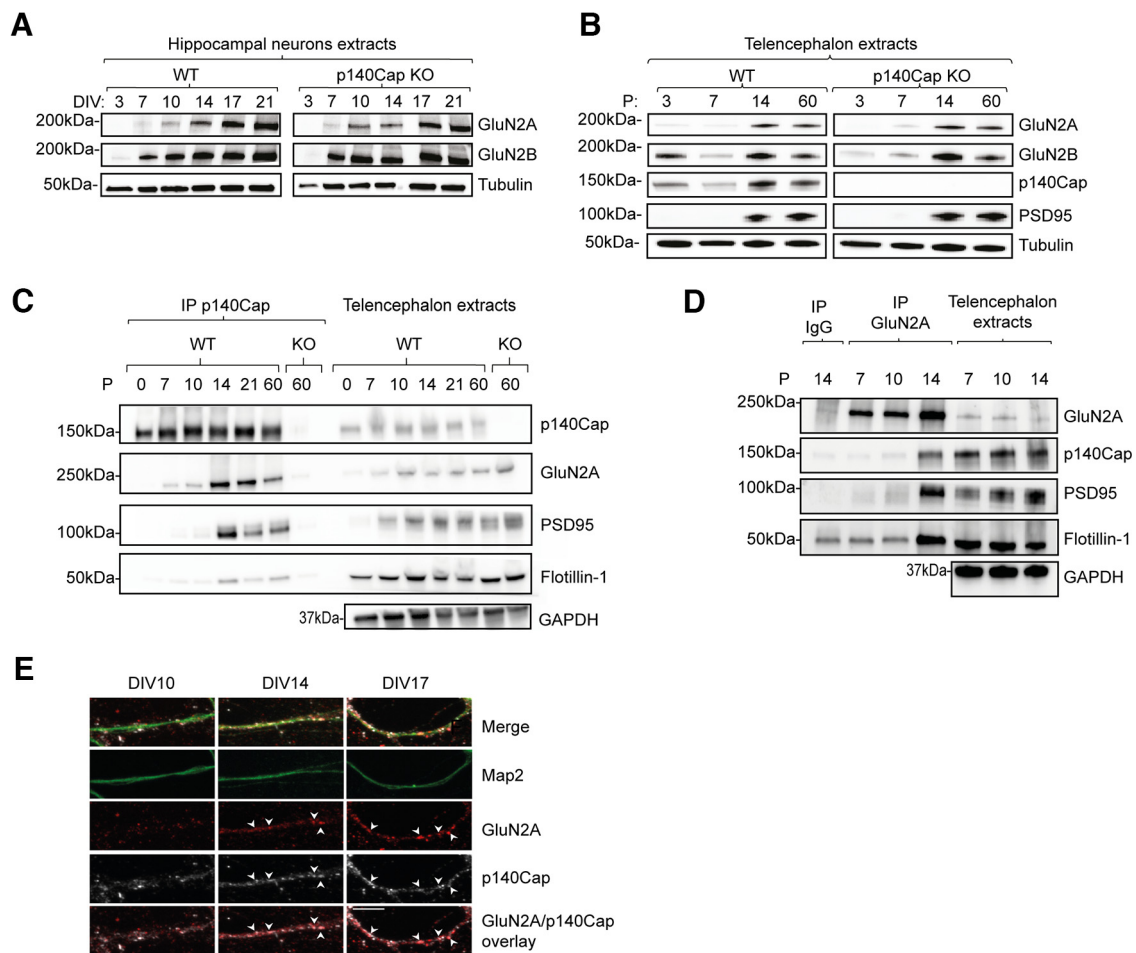 A
Hippocampal neurons extracts
WT
p140Cap KO
DIV: 3 7 10 14 17 21 3 7 10 14 17 21
200kDa-
GluN2A
200kDa-
GluN2B
50kDa-
Tubulin
B
Telencephalon extracts
WT
p140Cap KO
P: 3 7 14 60 3 7 14 60
200kDa-
GluN2A
200kDa-
GluN2B
150kDa-
p140Cap
100kDa-
PSD95
50kDa-
Tubulin
C
IP p140Cap
Telencephalon extracts
WT KO WT KO
P 0 7 10 14 21 60 60 0 7 10 14 21 60 60
150kDa-
p140Cap
250kDa-
GluN2A
100kDa-
PSD95
50kDa-
Flotillin-1
37kDa-
GAPDH
D
IP
IgG
IP
GluN2A
Telencephalon
extracts
P 14 7 10 14 7 10 14
250kDa-
GluN2A
150kDa-
p140Cap
100kDa-
PSD95
50kDa-
Flotillin-1
37kDa-
GAPDH
E
DIV10 DIV14 DIV17
Merge
Map2
GluN2A
p140Cap
GluN2A/p140Cap
overlay